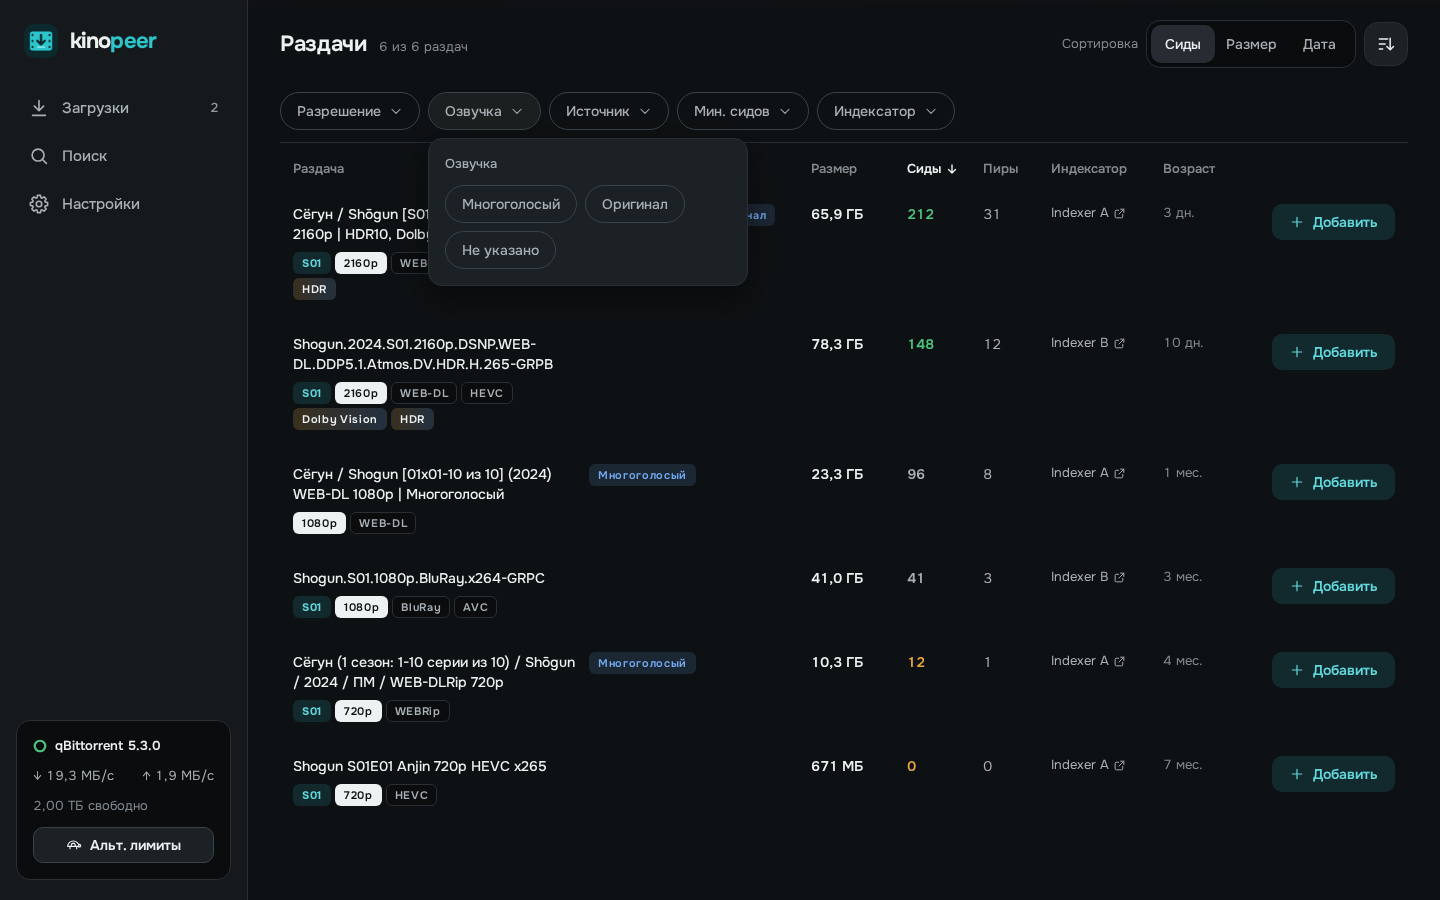 kinopeer
Загрузки 2
Поиск
Настройки
qBittorrent 5.3.0
↓ 19,3 МБ/с ↑ 1,9 МБ/с
2,00 ТБ свободно
Альт. лимиты
Раздачи 6 из 6 раздач
Сортировка Сиды Размер Дата
Разрешение Озвучка Источник Мин. сидов Индексатор
Озвучка
Многоголосый Оригинал
Не указано
Раздача Размер Сиды ↓ Пиры Индексатор Возраст
Сёгун / Shōgun [S01 65,9 ГБ 212 31 Indexer A 3 дн. + Добавить
2160p | HDR10,
S01 2160p WEB
HDR
Shogun.2024.S01.2160p.DSNP.WEB- 78,3 ГБ 148 12 Indexer B 10 дн. + Добавить
DL.DDP5.1.Atmos.DV.HDR.H.265-GRPB
S01 2160p WEB-DL HEVC
Dolby Vision HDR
Сёгун / Shogun [01x01-10 из 10] (2024) Многоголосый 23,3 ГБ 96 8 Indexer A 1 мес. + Добавить
WEB-DL 1080p | Многоголосый
1080p WEB-DL
Shogun.S01.1080p.BluRay.x264-GRPC 41,0 ГБ 41 3 Indexer B 3 мес. + Добавить
S01 1080p BluRay AVC
Сёгун (1 сезон: 1-10 серии из 10) / Shōgun Многоголосый 10,3 ГБ 12 1 Indexer A 4 мес. + Добавить
/ 2024 / ПМ / WEB-DLRip 720p
S01 720p WEBRip
Shogun S01E01 Anjin 720p HEVC x265 671 МБ 0 0 Indexer A 7 мес. + Добавить
S01 720p HEVC